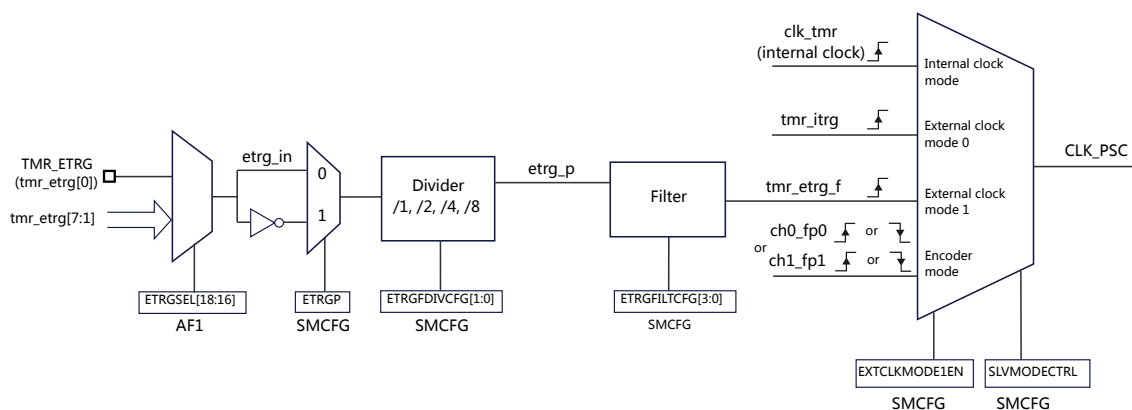 clk_tmr
(internal clock)
Internal clock
mode
tmr_itrg
External clock
mode 0
CLK_PSC
TMR_ETRG
(tmr_etrg[0])
etrg_in
0
1
Divider
/1, /2, /4, /8
etrg_p
Filter
tmr_etrg_f
External clock
mode 1
tmr_etrg[7:1]
ch0_fp0 or
or
ch1_fp1 or
Encoder
mode
ETRGSEL[18:16]
AF1
ETRGP
SMCFG
ETRGFDIVCFG[1:0]
SMCFG
ETRGFILTCFG[3:0]
SMCFG
EXTCLKMODE1EN
SMCFG
SLVMODECTRL
SMCFG